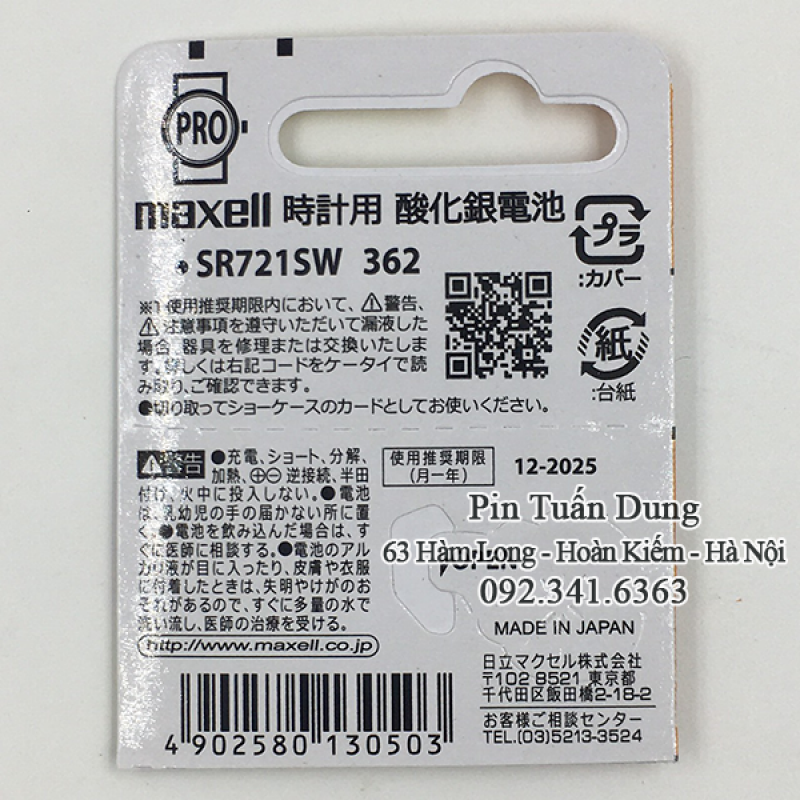 PRO
maxell 時計用 酸化銀電池
SR721SW 362
プラ
:カバー
紙
:台紙
※1 使用推奨期限内において、⚠警告、
⚠注意事項を遵守いただいて漏液した
場合、器具を修理または交換いたしま
す。詳しくは右記コードをケータイで読
み取り、ご確認できます。
●切り取ってショーケースのカードとしてお使いください。
⚠警告 ●充電、ショート、分解、
加熱、⊕⊖逆接続、半田
付け、火中に投入しない。●電池
は、乳幼児の手の届かない所に置
く。●電池を飲み込んだ場合は、す
ぐに医師に相談する。●電池のアル
カリ液が目に入ったり、皮膚や衣服
に付着したときは、失明やけがのお
それがあるので、すぐに多量の水で
洗い流し、医師の治療を受ける。
http://www.maxell.co.jp
使用推奨期限
(月ー年)
12-2025
Pin Tuấn Dung
63 Hàm Long - Hoàn Kiếm - Hà Nội
092.341.6363
OPEN
MADE IN JAPAN
日立マクセル株式会社
〒102 8521 東京都
千代田区飯田橋2-18-2
お客様ご相談センター
TEL.(03)5213-3524
4 902580 130503